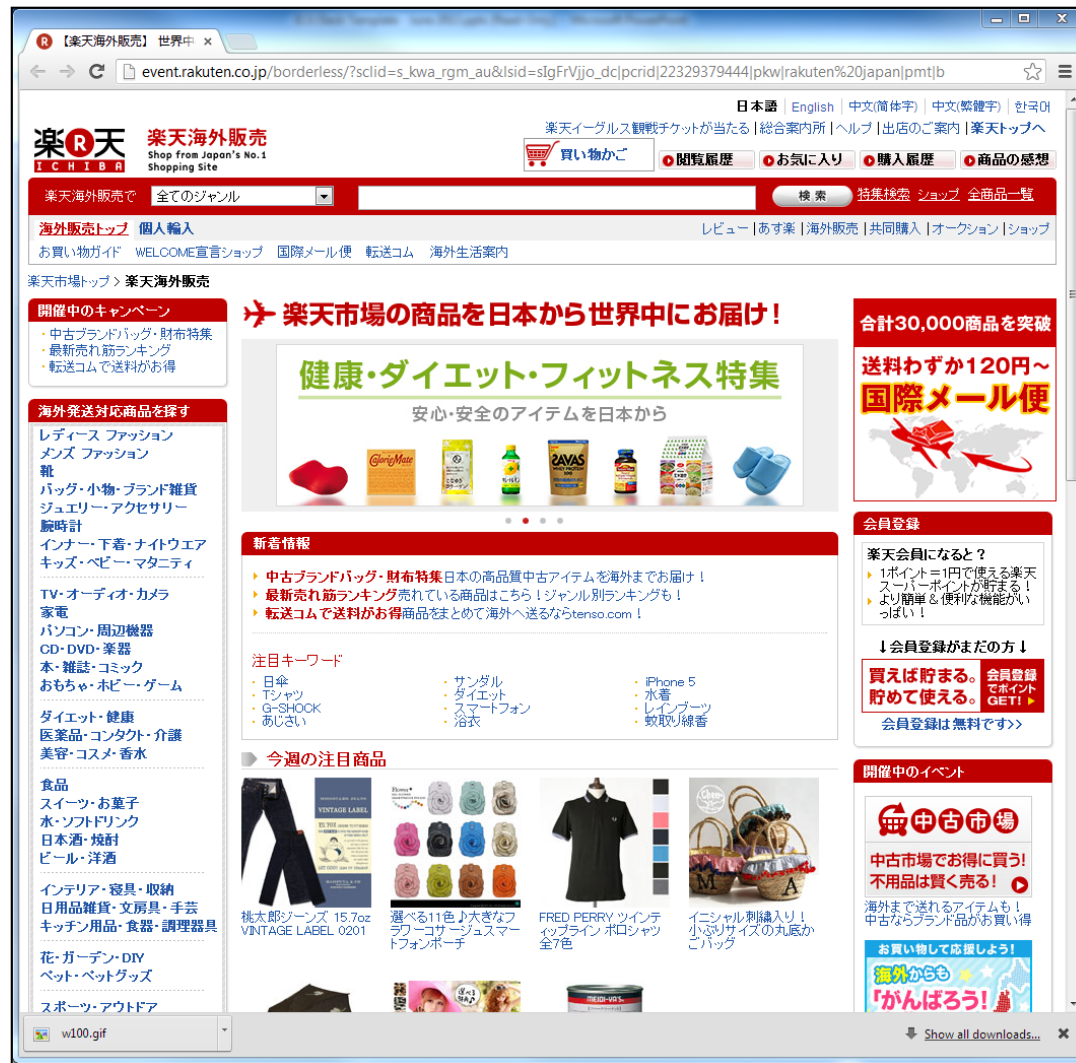 【楽天海外販売】 世界中
event.rakuten.co.jp/borderless/?sclid=s_kwa_rgm_au&lsid=sIgFrVjjo_dc|pcrid|22329379444|pkw|rakuten%20japan|pmt|b
日本語 | English | 中文(簡体字) | 中文(繁體字) | 한국어
楽天イーグルス観戦チケットが当たる | 総合案内所 | ヘルプ | 出店のご案内 | 楽天トップへ
楽天
ICHIBA
楽天海外販売
Shop from Japan's No.1
Shopping Site
買い物かご
閲覧履歴
お気に入り
購入履歴
商品の感想
楽天海外販売で 全てのジャンル 検索 特集検索 ショップ 全商品一覧
海外販売トップ 個人輸入
レビュー | あす楽 | 海外販売 | 共同購入 | オークション | ショップ
お買い物ガイド WELCOME宣言ショップ 国際メール便 転送コム 海外生活案内
楽天市場トップ > 楽天海外販売
開催中のキャンペーン
・中古ブランドバッグ・財布特集
・最新売れ筋ランキング
・転送コムで送料がお得
海外発送対応商品を探す
レディース ファッション
メンズ ファッション
靴
バッグ・小物・ブランド雑貨
ジュエリー・アクセサリー
腕時計
インナー・下着・ナイトウエア
キッズ・ベビー・マタニティ
TV・オーディオ・カメラ
家電
パソコン・周辺機器
CD・DVD・楽器
本・雑誌・コミック
おもちゃ・ホビー・ゲーム
ダイエット・健康
医薬品・コンタクト・介護
美容・コスメ・香水
食品
スイーツ・お菓子
水・ソフトドリンク
日本酒・焼酎
ビール・洋酒
インテリア・寝具・収納
日用品雑貨・文房具・手芸
キッチン用品・食器・調理器具
花・ガーデン・DIY
ペット・ペットグッズ
スポーツ・アウトドア
楽天市場の商品を日本から世界中にお届け!
健康・ダイエット・フィットネス特集
安心・安全のアイテムを日本から
CalorieMate
SAVAS
新着情報
中古ブランドバッグ・財布特集日本の高品質中古アイテムを海外までお届け!
最新売れ筋ランキング売れている商品はこちら!ジャンル別ランキングも!
転送コムで送料がお得商品をまとめて海外へ送るならtenso.com!
注目キーワード
・日傘 ・サンダル ・iPhone 5
・Tシャツ ・ダイエット ・水着
・G-SHOCK ・スマートフォン ・レインブーツ
・あじさい ・浴衣 ・蚊取り線香
今週の注目商品
VINTAGE LABEL
M A
桃太郎ジーンズ 15.7oz
VINTAGE LABEL 0201
選べる11色♪大きなフ
ラワーコサージュスマー
トフォンポーチ
FRED PERRY ツインテ
ィップライン ポロシャツ
全7色
イニシャル刺繍入り!
小ぶりサイズの丸底か
ごバッグ
選べる
MEIDI-YA'S.
合計30,000商品を突破
送料わずか120円~
国際メール便
会員登録
楽天会員になると?
1ポイント=1円で使える楽天
スーパーポイントが貯まる!
より簡単&便利な機能がい
っぱい!
↓会員登録がまだの方↓
買えば貯まる。
貯めて使える。
会員登録
でポイント
GET!
会員登録は無料です>>
開催中のイベント
中古市場
中古市場でお得に買う!
不用品は賢く売る!
海外まで送れるアイテムも!
中古ならブランド品がお買い得
お買い物して応援しよう!
海外からも
「がんばろう!
w100.gif
Show all downloads...